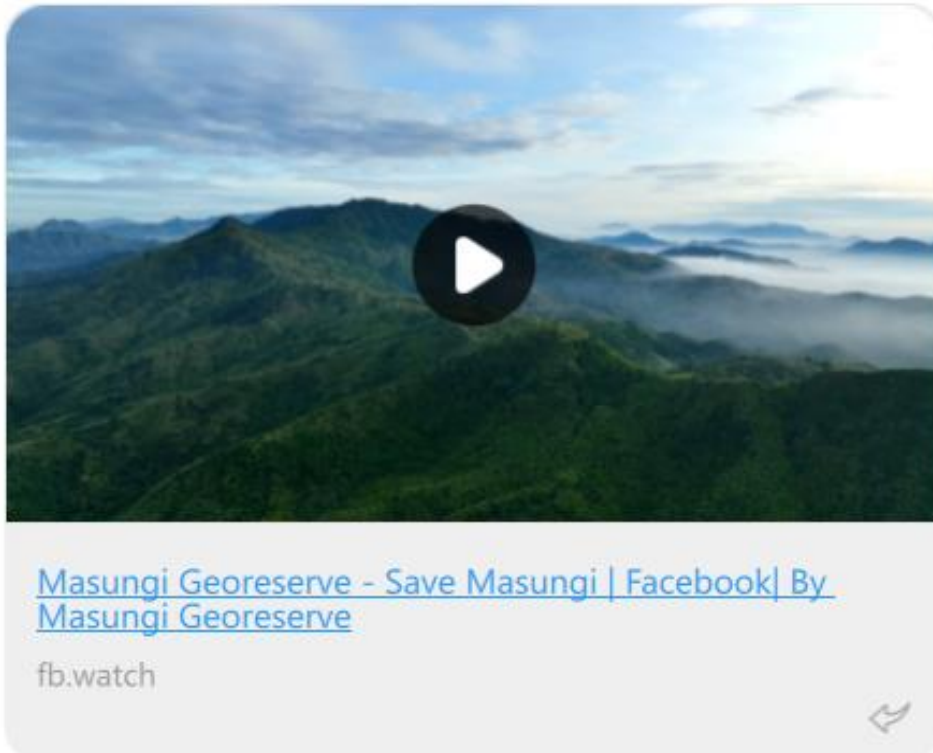 Masungi Georeserve - Save Masungi | Facebook| By
Masungi Georeserve
fb.watch